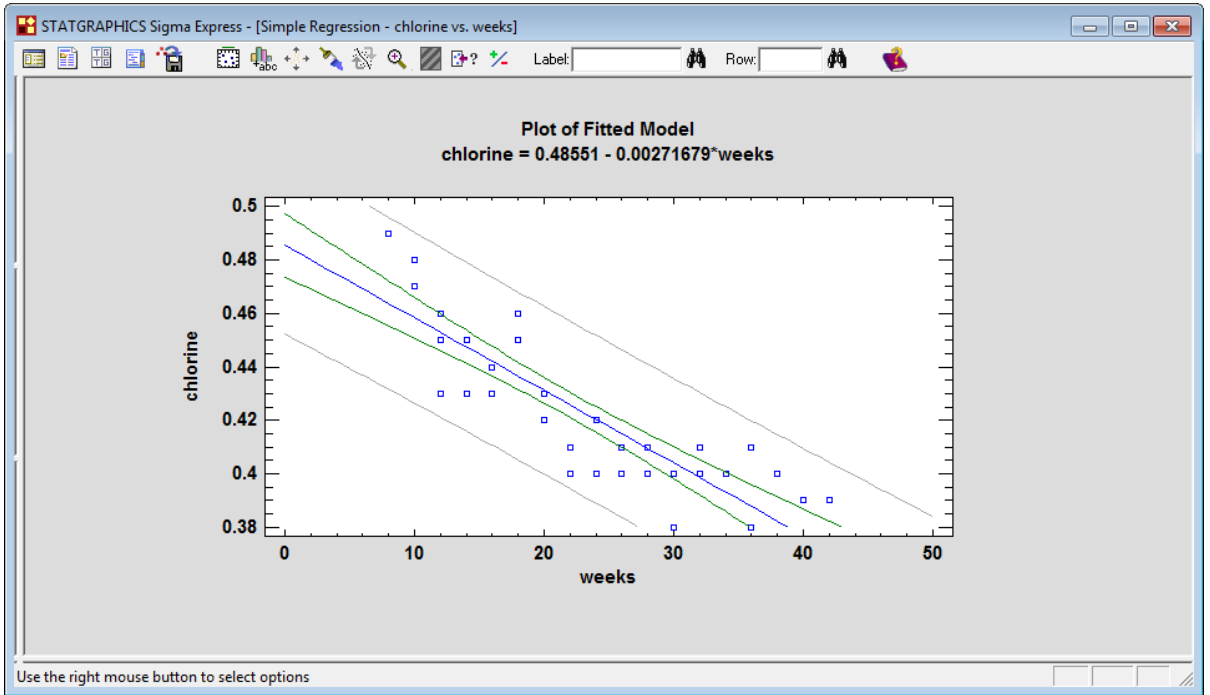 STATGRAPHICS Sigma Express - [Simple Regression - chlorine vs. weeks]
Label: Row:
Plot of Fitted Model
chlorine = 0.48551 - 0.00271679*weeks
0.5
0.48
0.46
0.44
0.42
0.4
0.38
chlorine
0 10 20 30 40 50
weeks
Use the right mouse button to select options